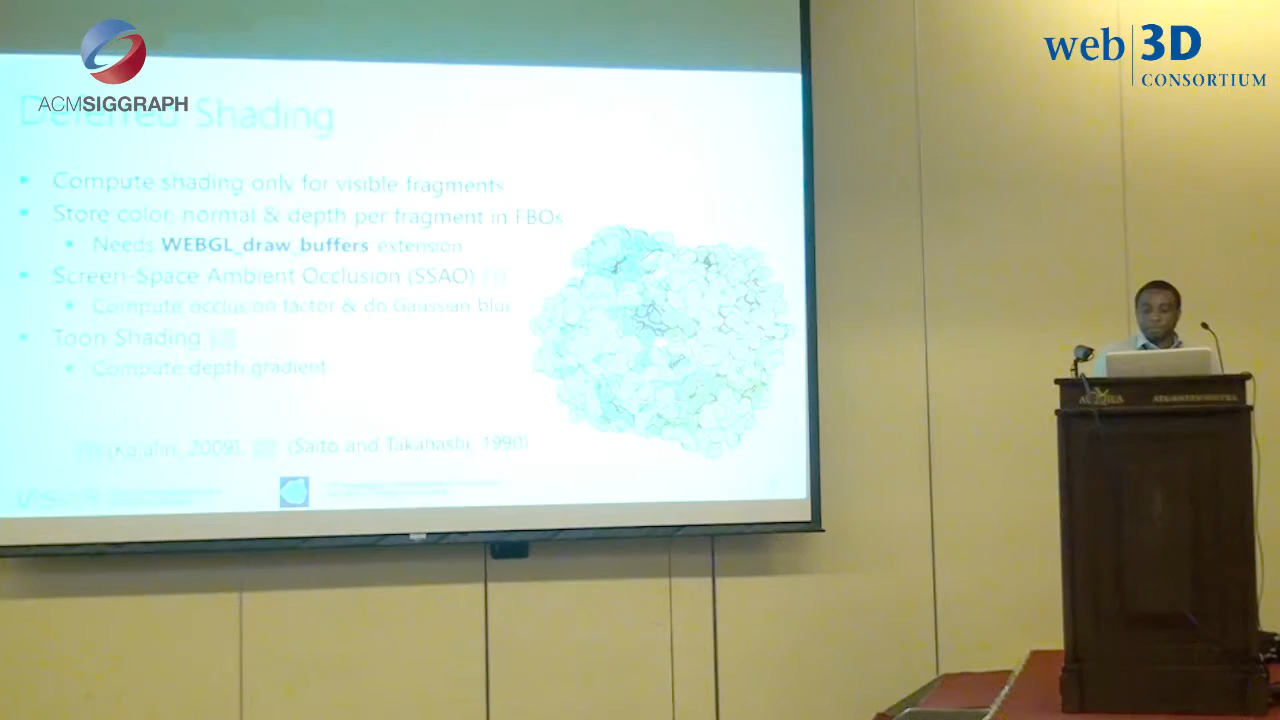 ACMSIGGRAPH
web 3D
CONSORTIUM
Deferred Shading
Compute shading only for visible fragments
Store color, normal & depth per fragment in FBOs
Needs WEBGL_draw_buffers extension
Screen-Space Ambient Occlusion (SSAO)
Compute occlusion factor & do Gaussian blur
Toon Shading
Compute depth gradient
(Kajalin, 2009), (Saito and Takahashi, 1990)